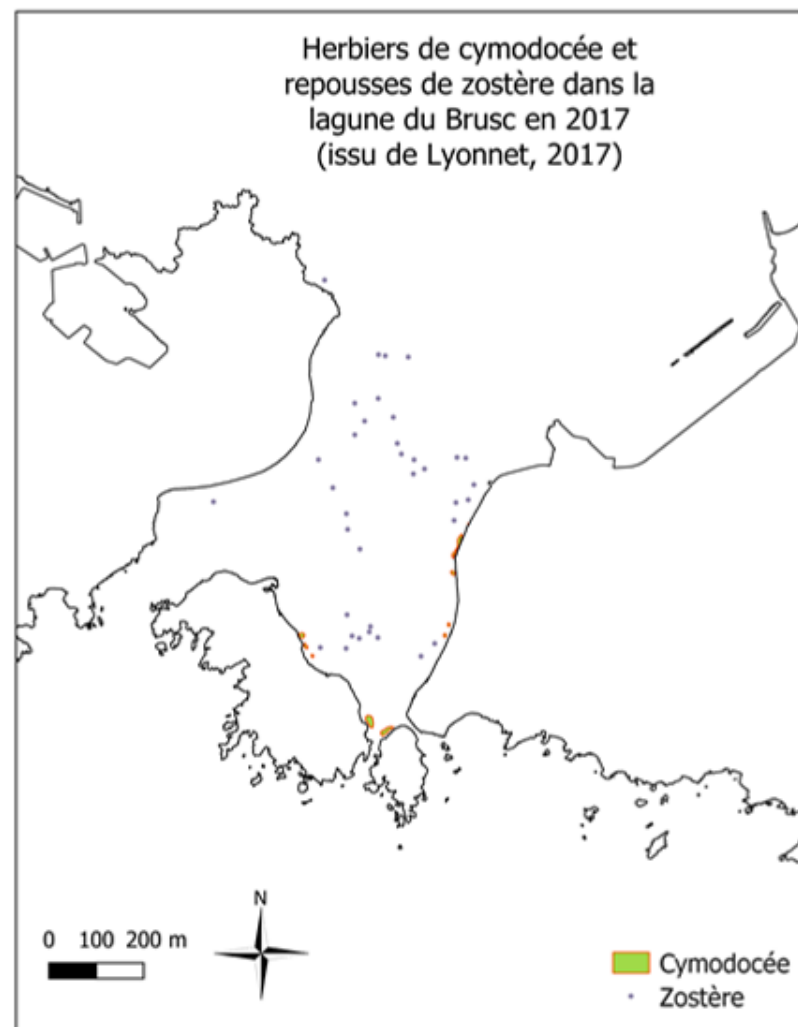 Herbiers de cymodocée et
repousses de zostère dans la
lagune du Brusc en 2017
(issu de Lyonnet, 2017)
N
0 100 200 m
Cymodocée
Zostère